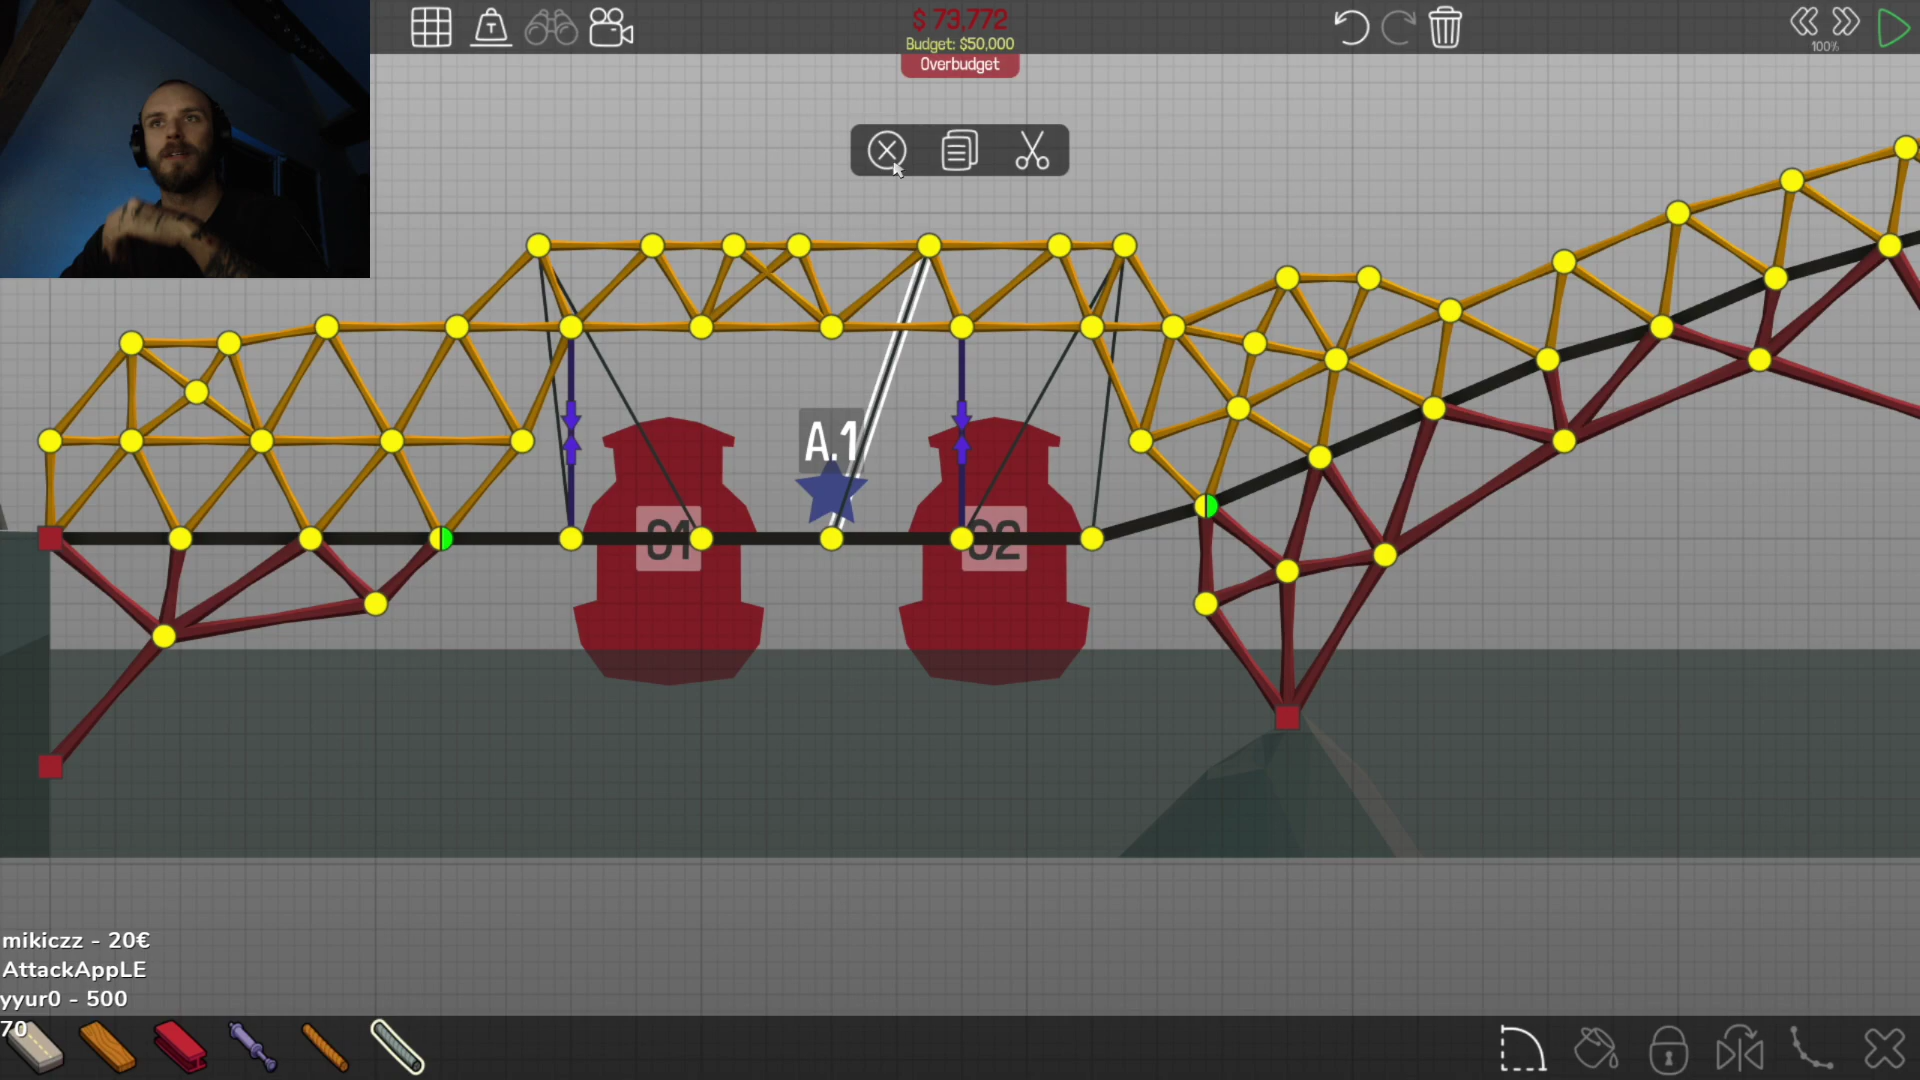 $ 73,772
Budget: $50,000
Overbudget
100%
A.1
01
02
mikiczz - 20€
AttackAppLE
yyur0 - 500
70